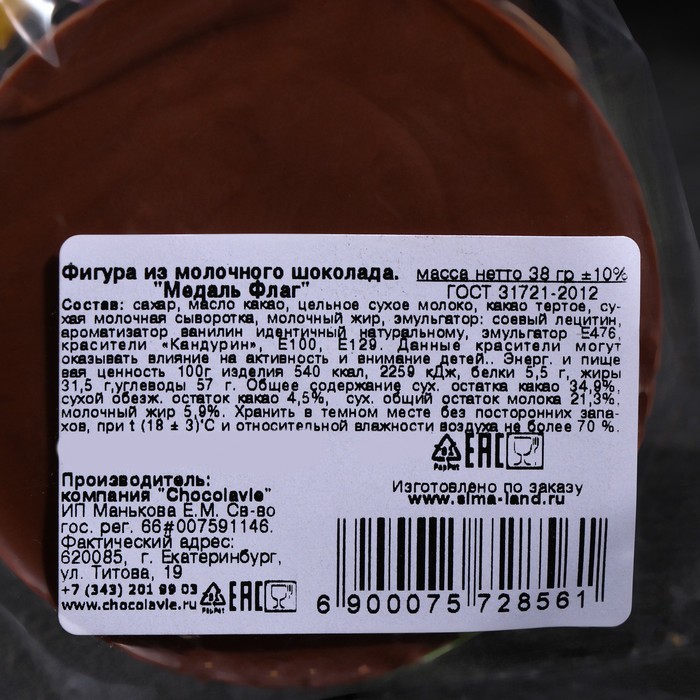 Фигура из молочного шоколада. масса нетто 38 гр ±10%
"Медаль Флаг" ГОСТ 31721-2012
Состав: сахар, масло какао, цельное сухое молоко, какао тертое, су-
хая молочная сыворотка, молочный жир, эмульгатор: соевый лецитин,
ароматизатор ванилин идентичный натуральному, эмульгатор Е476,
красители «Кандурин», Е100, Е129. Данные красители могут
оказывать влияние на активность и внимание детей.. Энерг. и пище
вая ценность 100г изделия 540 ккал, 2259 кДж, белки 5,5 г, жиры
31,5 г,углеводы 57 г. Общее содержание сух. остатка какао 34,9%,
сухой обезж. остаток какао 4,5%, сух. общий остаток молока 21,3%,
молочный жир 5,9%. Хранить в темном месте без посторонних запа-
хов, при t (18 ± 3)°С и относительной влажности воздуха не более 70 %.
81 PapPat EAC
Изготовлено по заказу
www.sima-land.ru
Производитель:
компания "Chocolavie"
ИП Манькова Е.М. Св-во
гос. рег. 66#007591146.
Фактический адрес:
620085, г. Екатеринбург,
ул. Титова, 19
+7 (343) 201 99 03
www.chocolavie.ru 81 PapPat EAC
6 900075 728561